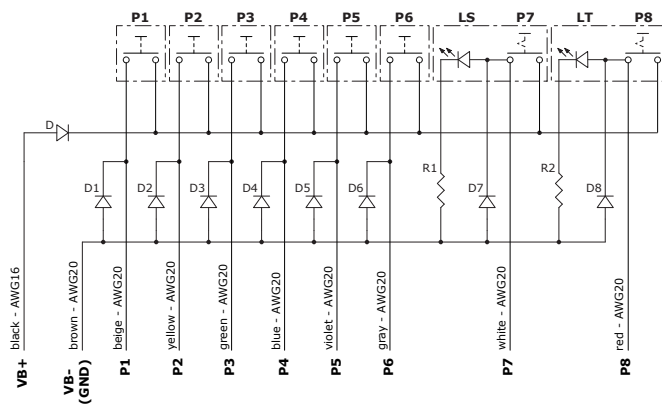 P1 P2 P3 P4 P5 P6 LS P7 LT P8
D
R1 R2
D1 D2 D3 D4 D5 D6 D7 D8
black - AWG16
brown - AWG20
beige - AWG20
yellow - AWG20
green - AWG20
blue - AWG20
violet - AWG20
gray - AWG20
white - AWG20
red - AWG20
VB+
VB-
(GND)
P1
P2
P3
P4
P5
P6
P7
P8